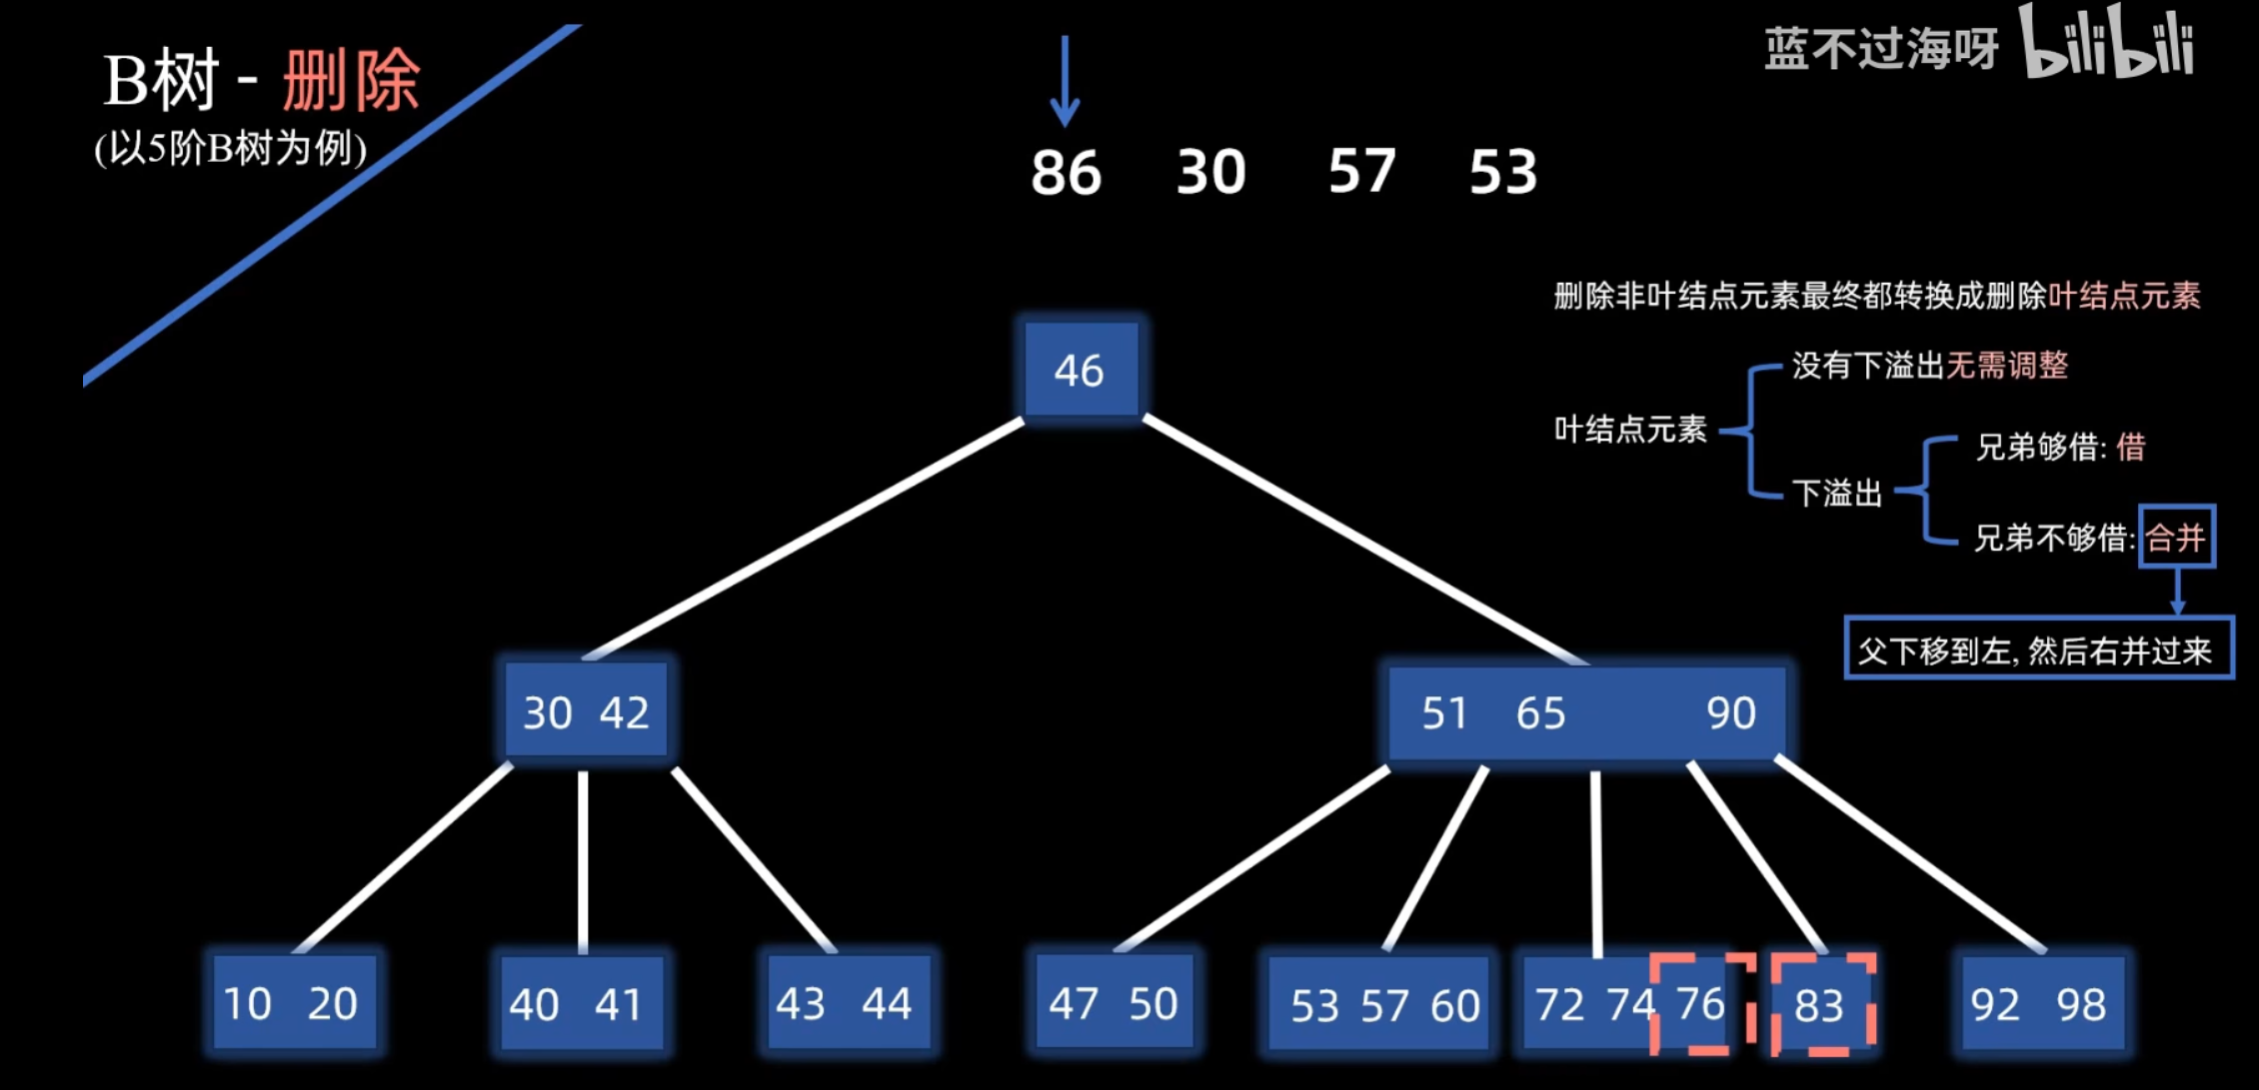 B树 - 删除
(以5阶B树为例)
蓝不过海呀 bilibili
86 30 57 53
删除非叶结点元素最终都转换成删除叶结点元素
没有下溢出无需调整
叶结点元素
兄弟够借: 借
下溢出
兄弟不够借: 合并
父下移到左, 然后右并过来
46
30 42
51 65 90
10 20
40 41
43 44
47 50
53 57 60
72 74 76
83
92 98